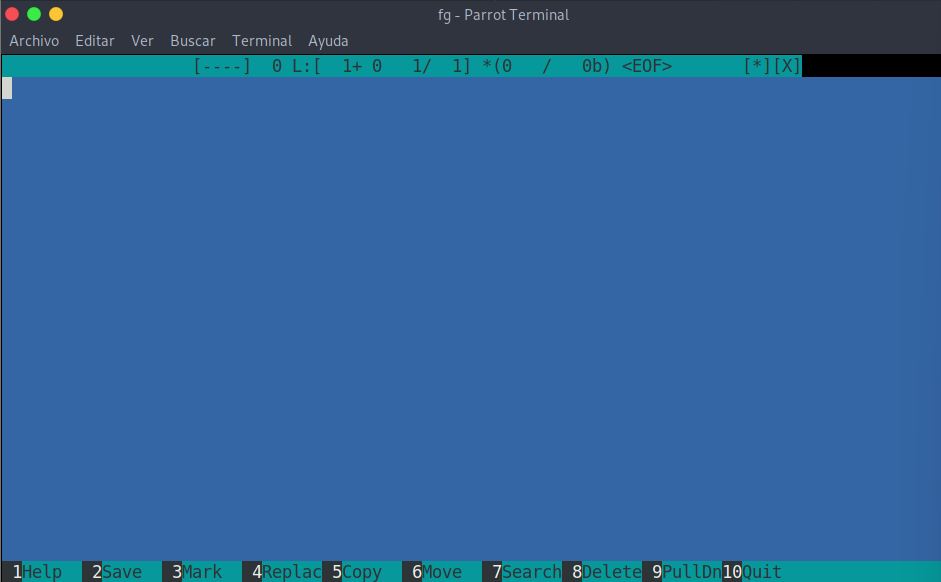 fg - Parrot Terminal
Archivo Editar Ver Buscar Terminal Ayuda
[----]  0 L:[  1+ 0   1/  1] *(0   /   0b) <EOF>       [*][X]
1Help 2Save 3Mark 4Replac 5Copy 6Move 7Search 8Delete 9PullDn 10Quit